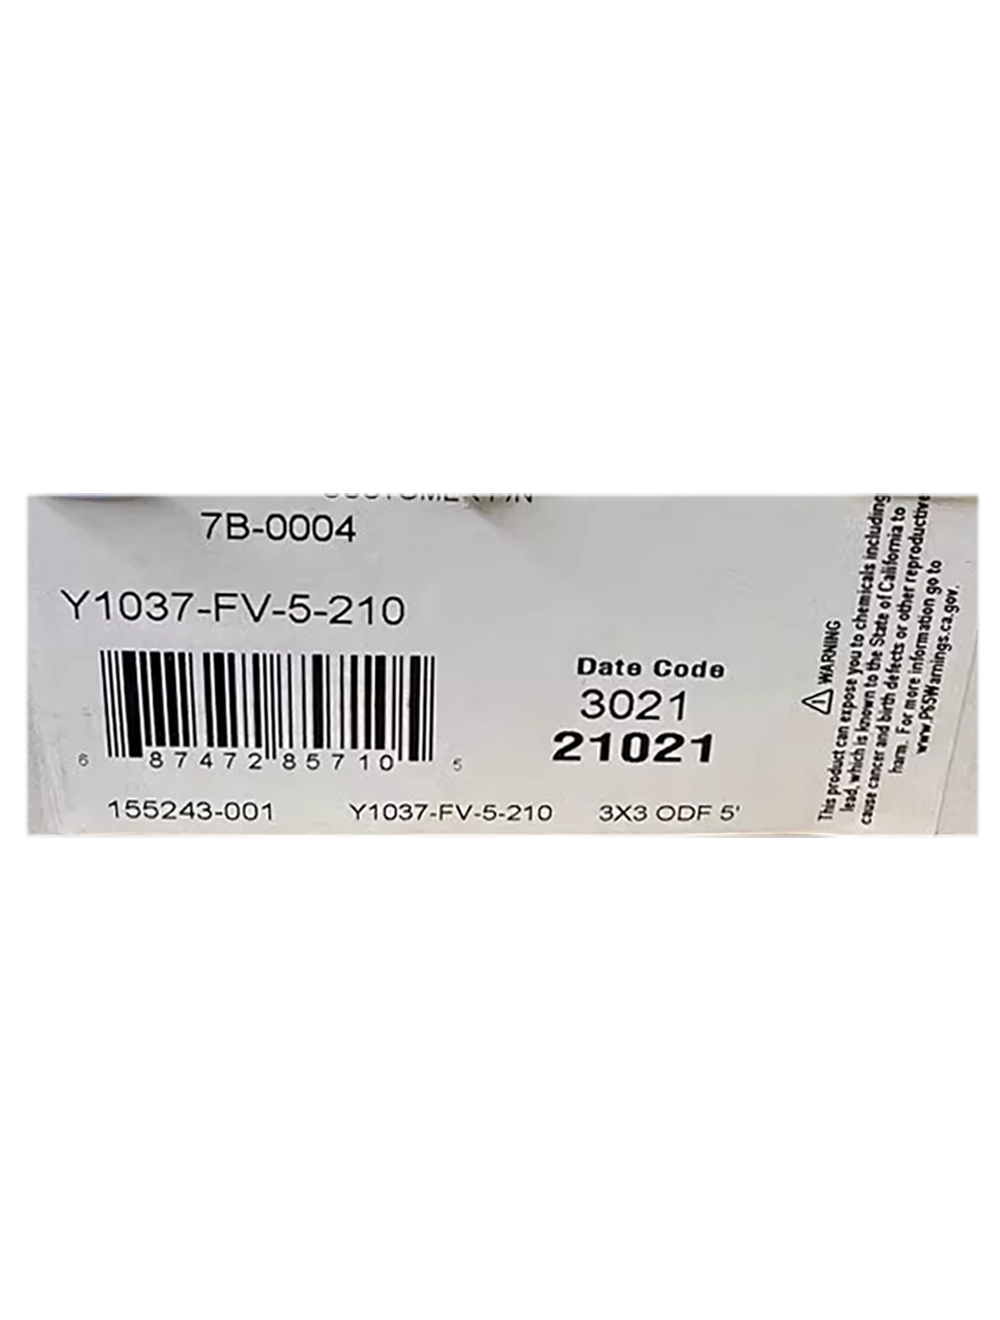 CUSTOMER P/N
7B-0004
Y1037-FV-5-210
6 87472 85710 5
Date Code
3021
21021
155243-001 Y1037-FV-5-210 3X3 ODF 5'
⚠ WARNING
This product can expose you to chemicals including
lead, which is known to the State of California to
cause cancer and birth defects or other reproductive
harm. For more information go to
www.P65Warnings.ca.gov.